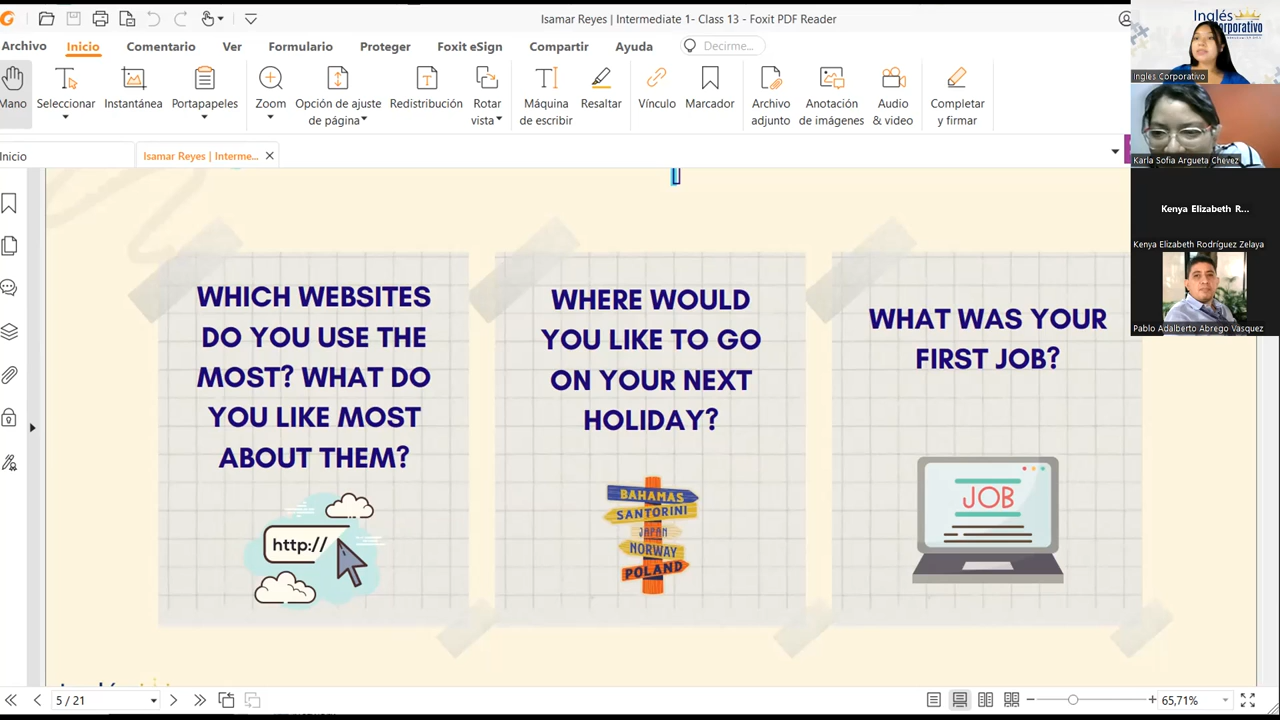 Isamar Reyes | Intermediate 1- Class 13 - Foxit PDF Reader
Archivo Inicio Comentario Ver Formulario Proteger Foxit eSign Compartir Ayuda Decirme...
Mano Seleccionar Instantánea Portapapeles Zoom Opción de ajuste de página Redistribución Rotar vista Máquina de escribir Resaltar Vínculo Marcador Archivo adjunto Anotación de imágenes Audio & video Completar y firmar
Inicio
Isamar Reyes | Interme...
WHICH WEBSITES
DO YOU USE THE
MOST? WHAT DO
YOU LIKE MOST
ABOUT THEM?
http://
WHERE WOULD
YOU LIKE TO GO
ON YOUR NEXT
HOLIDAY?
BAHAMAS
SANTORINI
JAPAN
NORWAY
POLAND
WHAT WAS YOUR
FIRST JOB?
JOB
Inglés
Corporativo
Ingles Corporativo
Karla Sofia Argueta Chevez
Kenya Elizabeth R...
Kenya Elizabeth Rodríguez Zelaya
Pablo Adalberto Abrego Vasquez
5 / 21
65,71%